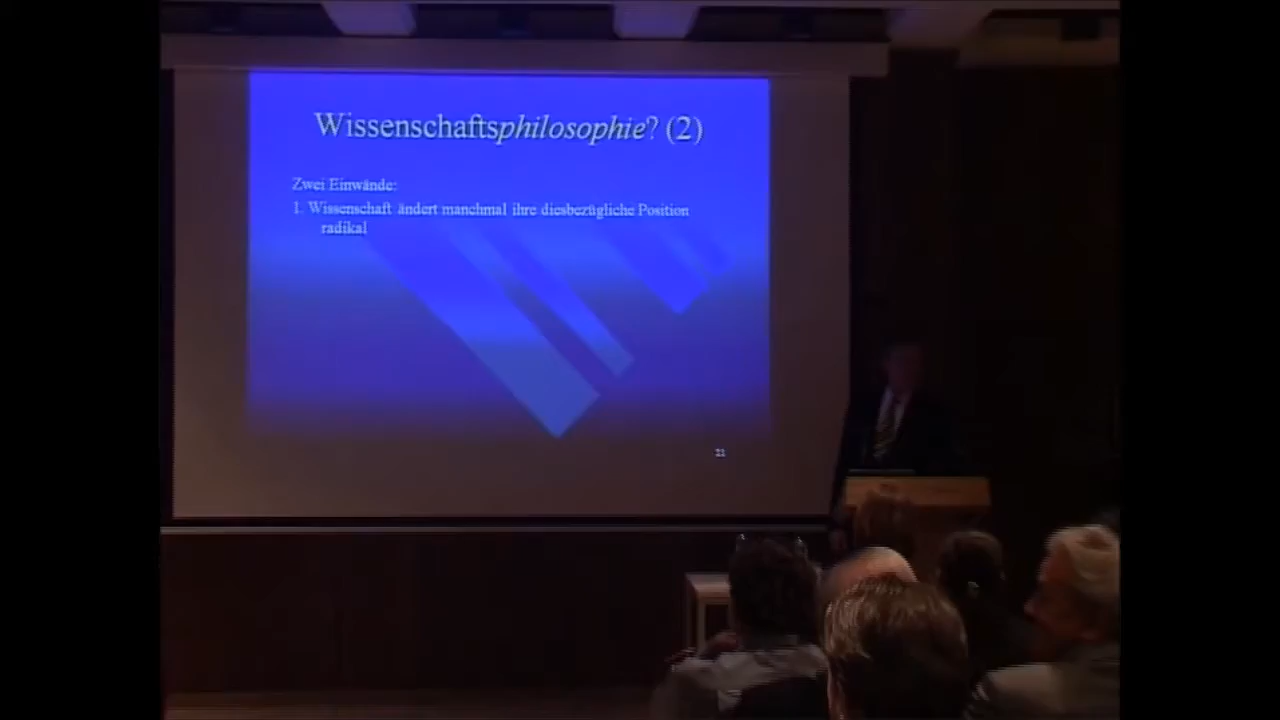 Wissenschaftsphilosophie? (2)
Zwei Einwände:
1. Wissenschaft ändert manchmal ihre diesbezügliche Position
radikal